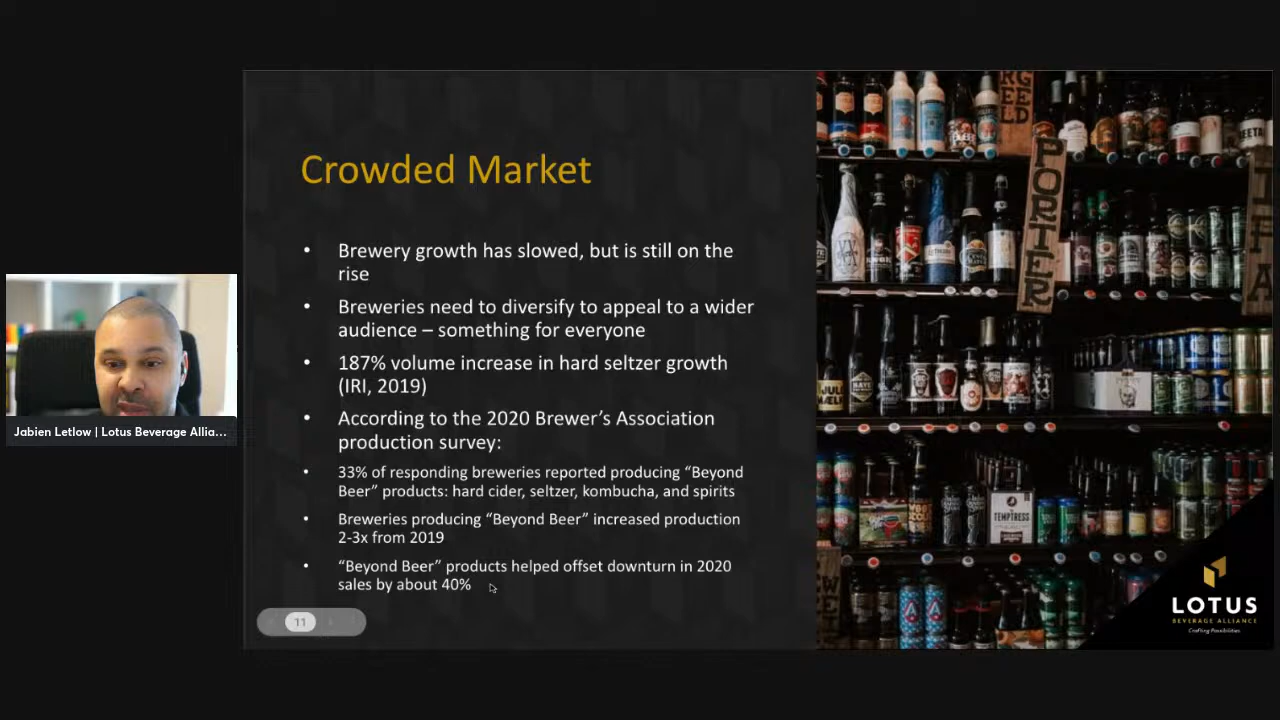 Crowded Market
• Brewery growth has slowed, but is still on the
rise
• Breweries need to diversify to appeal to a wider
audience – something for everyone
• 187% volume increase in hard seltzer growth
(IRI, 2019)
• According to the 2020 Brewer’s Association
production survey:
• 33% of responding breweries reported producing “Beyond
Beer” products: hard cider, seltzer, kombucha, and spirits
• Breweries producing “Beyond Beer” increased production
2-3x from 2019
• “Beyond Beer” products helped offset downturn in 2020
sales by about 40%
11
Jabien Letlow | Lotus Beverage Allia...
PORTER
TEMPTRESS
LOTUS
BEVERAGE ALLIANCE
Crafting Possibilities